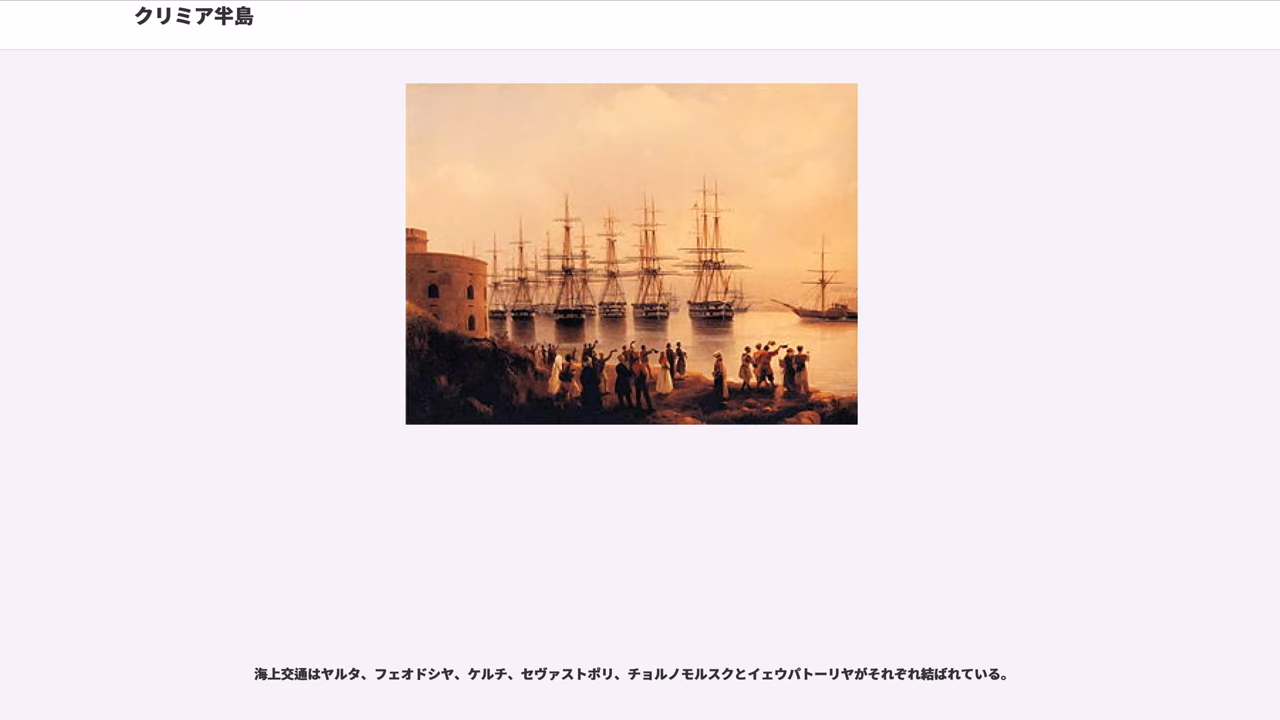 クリミア半島
海上交通はヤルタ、フェオドシヤ、ケルチ、セヴァストポリ、チョルノモルスクとイェウパトーリヤがそれぞれ結ばれている。